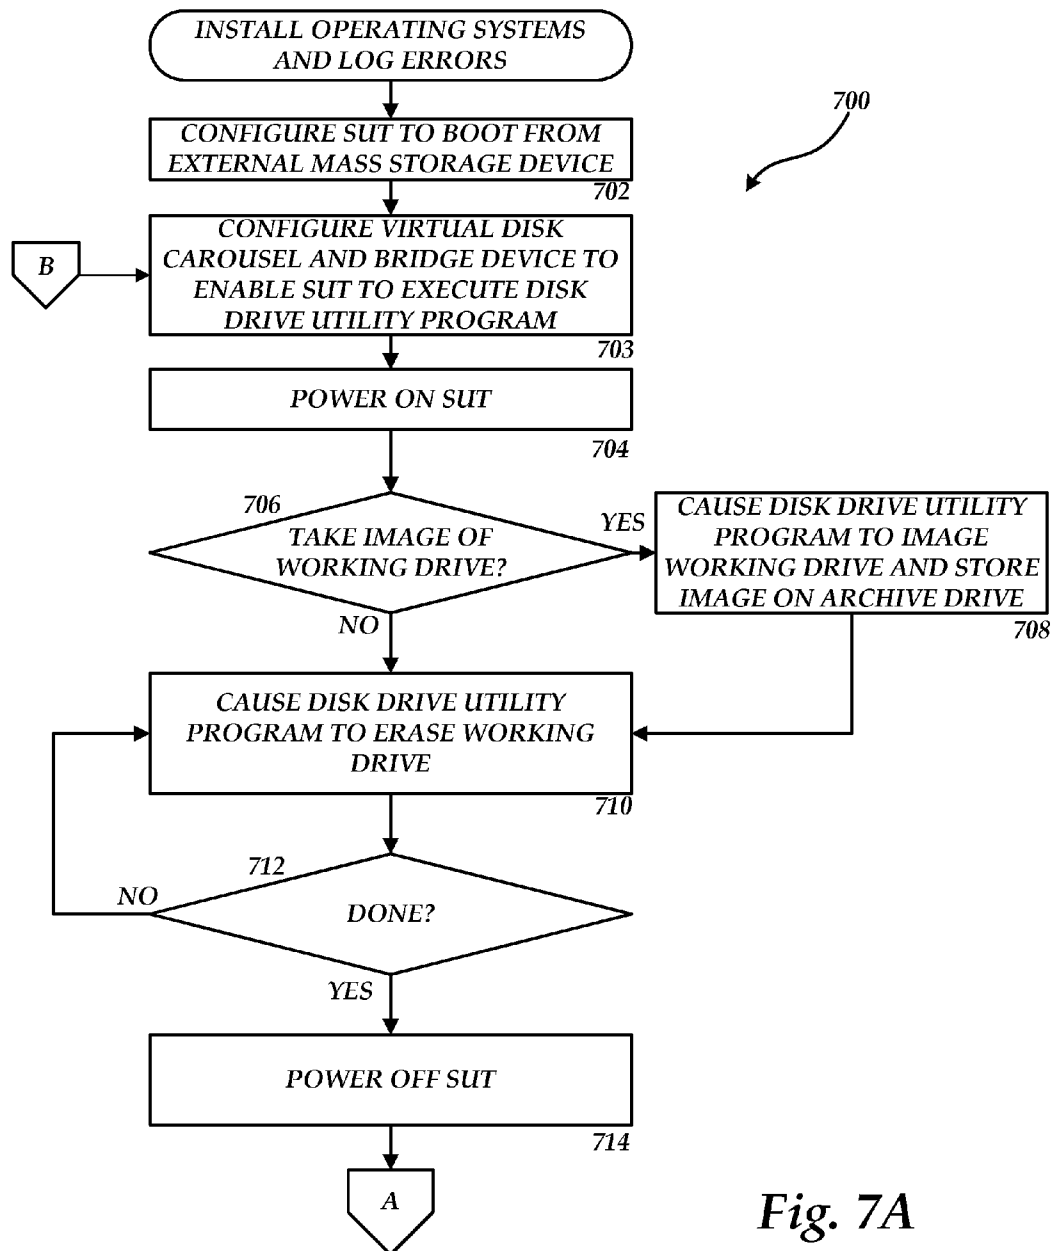 INSTALL OPERATING SYSTEMS
AND LOG ERRORS
700
CONFIGURE SUT TO BOOT FROM
EXTERNAL MASS STORAGE DEVICE
702
CONFIGURE VIRTUAL DISK
CAROUSEL AND BRIDGE DEVICE TO
ENABLE SUT TO EXECUTE DISK
DRIVE UTILITY PROGRAM
703
B
POWER ON SUT
704
706
TAKE IMAGE OF
WORKING DRIVE?
YES
CAUSE DISK DRIVE UTILITY
PROGRAM TO IMAGE
WORKING DRIVE AND STORE
IMAGE ON ARCHIVE DRIVE
708
NO
CAUSE DISK DRIVE UTILITY
PROGRAM TO ERASE WORKING
DRIVE
710
712
NO
DONE?
YES
POWER OFF SUT
714
A
Fig. 7A